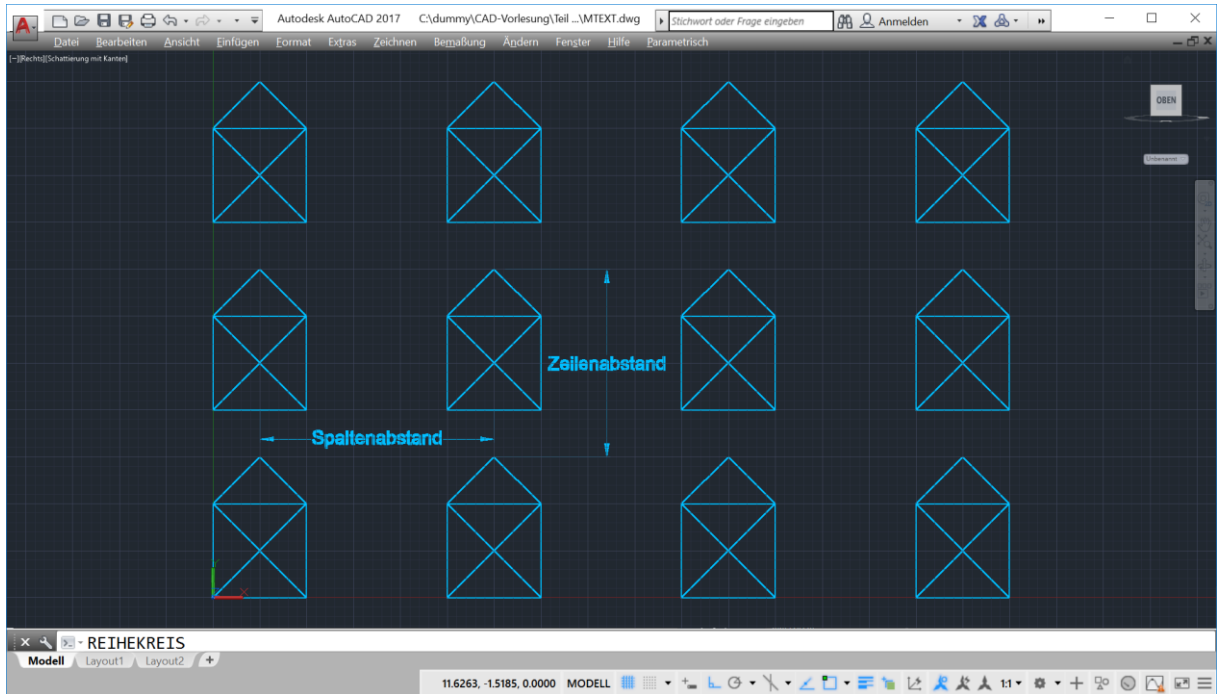 Autodesk AutoCAD 2017 C:\dummy\CAD-Vorlesung\Teil ...\MTEXT.dwg Stichwort oder Frage eingeben Anmelden
Datei Bearbeiten Ansicht Einfügen Format Extras Zeichnen Bemaßung Ändern Fenster Hilfe Parametrisch
[−][Rechts][Schattierung mit Kanten]
OBEN
Unbenannt
Zeilenabstand
Spaltenabstand
Y
X
REIHEKREIS
Modell Layout1 Layout2 +
11.6263, -1.5185, 0.0000 MODELL 1:1